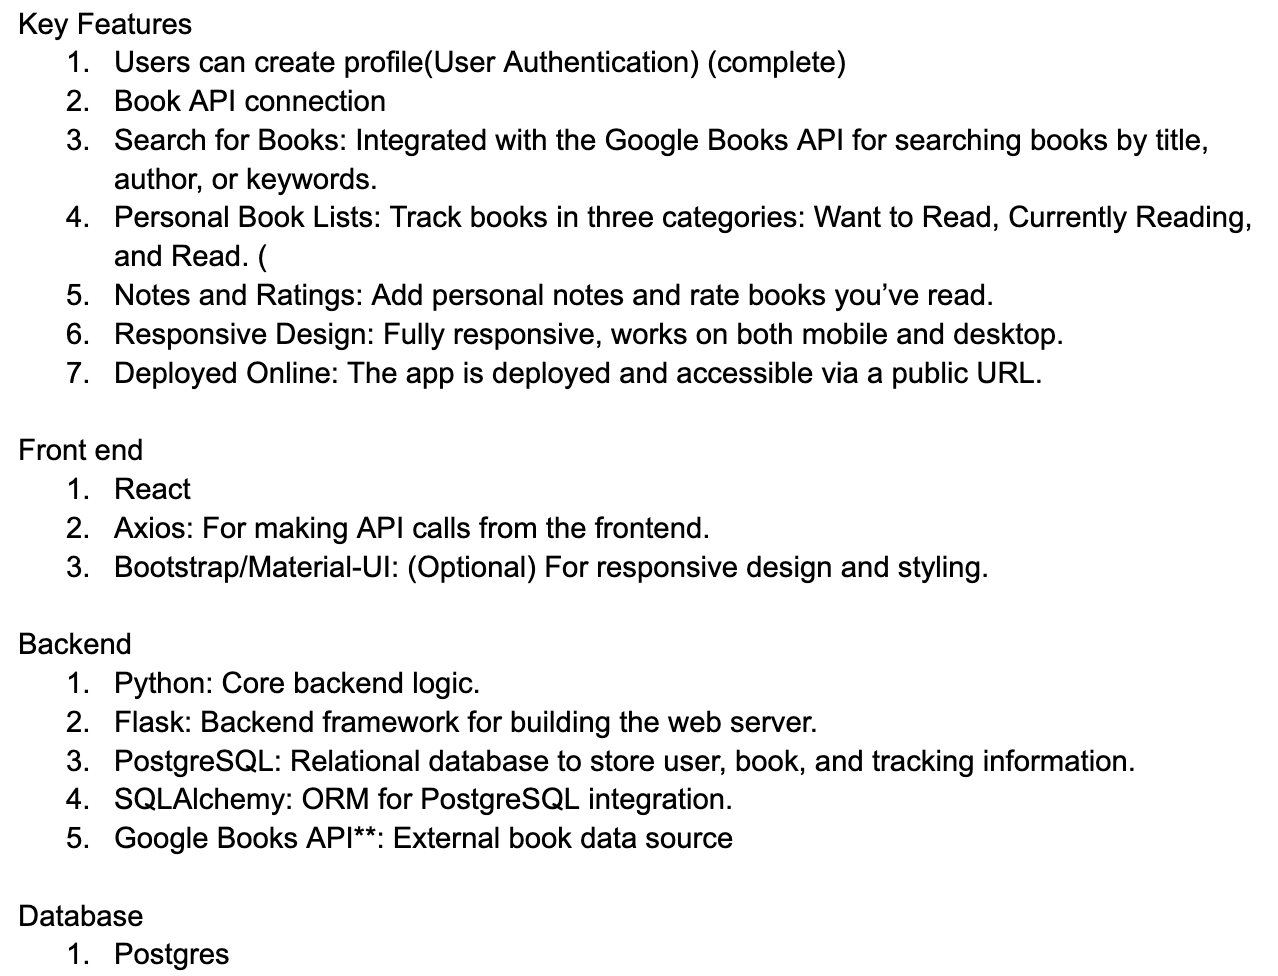 Key Features
1. Users can create profile(User Authentication) (complete)
2. Book API connection
3. Search for Books: Integrated with the Google Books API for searching books by title,
author, or keywords.
4. Personal Book Lists: Track books in three categories: Want to Read, Currently Reading,
and Read. (
5. Notes and Ratings: Add personal notes and rate books you’ve read.
6. Responsive Design: Fully responsive, works on both mobile and desktop.
7. Deployed Online: The app is deployed and accessible via a public URL.
Front end
1. React
2. Axios: For making API calls from the frontend.
3. Bootstrap/Material-UI: (Optional) For responsive design and styling.
Backend
1. Python: Core backend logic.
2. Flask: Backend framework for building the web server.
3. PostgreSQL: Relational database to store user, book, and tracking information.
4. SQLAlchemy: ORM for PostgreSQL integration.
5. Google Books API**: External book data source
Database
1. Postgres